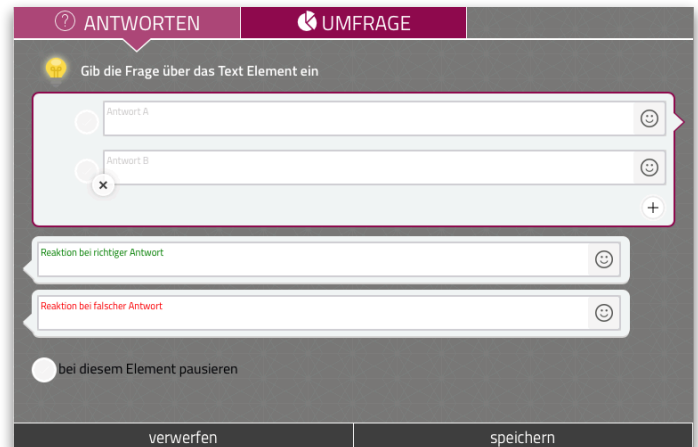 ANTWORTEN
UMFRAGE
Gib die Frage über das Text Element ein
Antwort A
Antwort B
Reaktion bei richtiger Antwort
Reaktion bei falscher Antwort
bei diesem Element pausieren
verwerfen
speichern